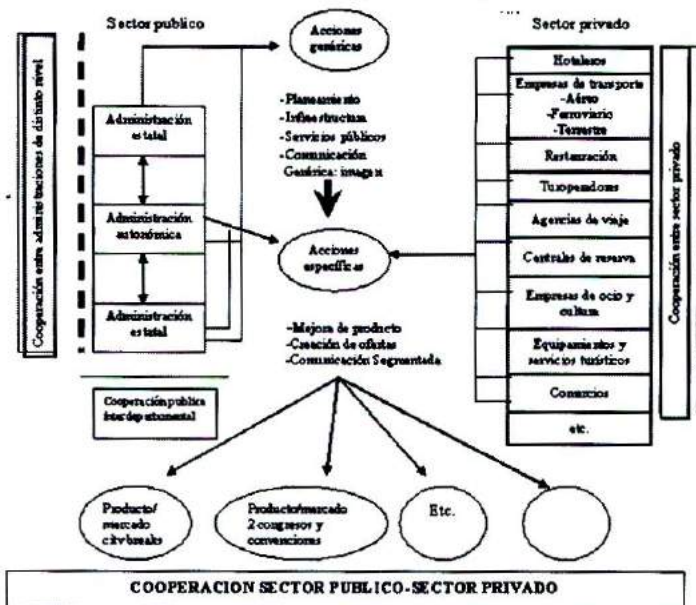 Sector publico
Cooperación entre administraciones de distinto nivel
Administración
estatal
Administración
autonómica
Administración
estatal
Cooperación publica
interdepartamental
Acciones
genéricas
-Planeamiento
-Infraestructura
-Servicios públicos
-Comunicación
Genérica: imagen
Acciones
específicas
-Mejora de producto
-Creación de ofertas
-Comunicación Segmentada
Sector privado
Hoteleros
Empresas de transporte
-Aéreo
-Ferroviario
-Terrestre
Restauración
Turoperadores
Agencias de viaje
Centrales de reserva
Empresas de ocio y
cultura
Equipamientos y
servicios turísticos
Comercios
etc.
Cooperación entre sector privado
Producto/
mercado
citybreaks
Producto/mercado
2 congresos y
convenciones
Etc.
COOPERACION SECTOR PUBLICO-SECTOR PRIVADO